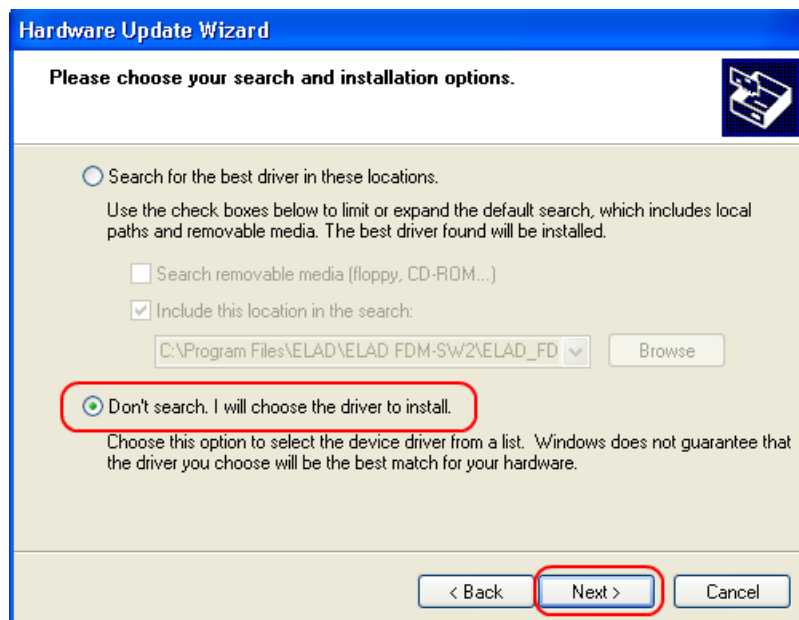 Hardware Update Wizard
Please choose your search and installation options.
Search for the best driver in these locations.
Use the check boxes below to limit or expand the default search, which includes local
paths and removable media. The best driver found will be installed.
Search removable media (floppy, CD-ROM...)
Include this location in the search:
C:\Program Files\ELAD\ELAD FDM-SW2\ELAD_FD
Browse
Don't search. I will choose the driver to install.
Choose this option to select the device driver from a list. Windows does not guarantee that
the driver you choose will be the best match for your hardware.
< Back Next > Cancel